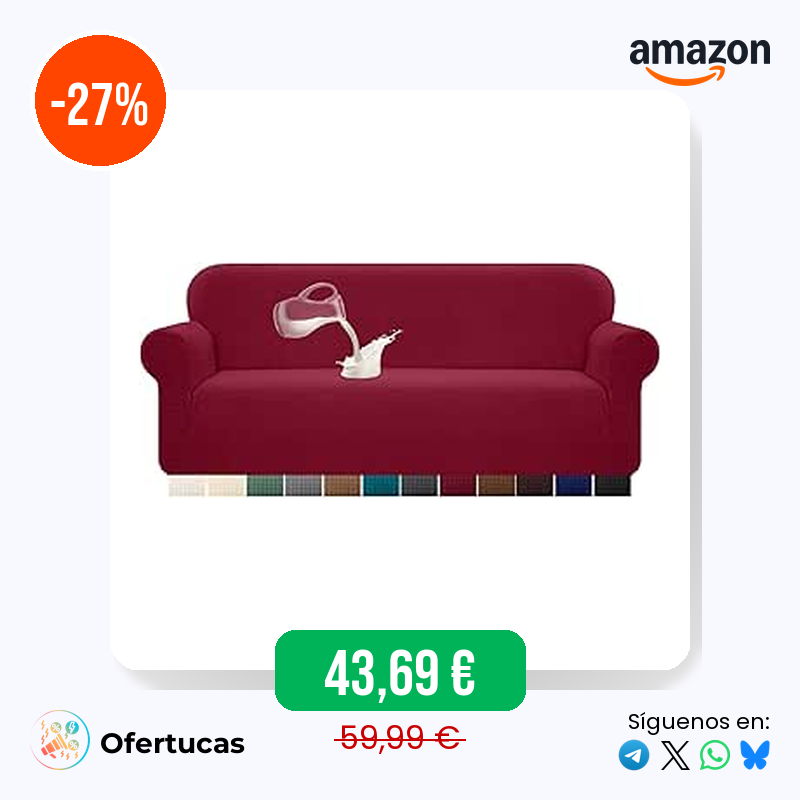 -27%
amazon
43,69 €
59,99 €
Ofertucas
Síguenos en: